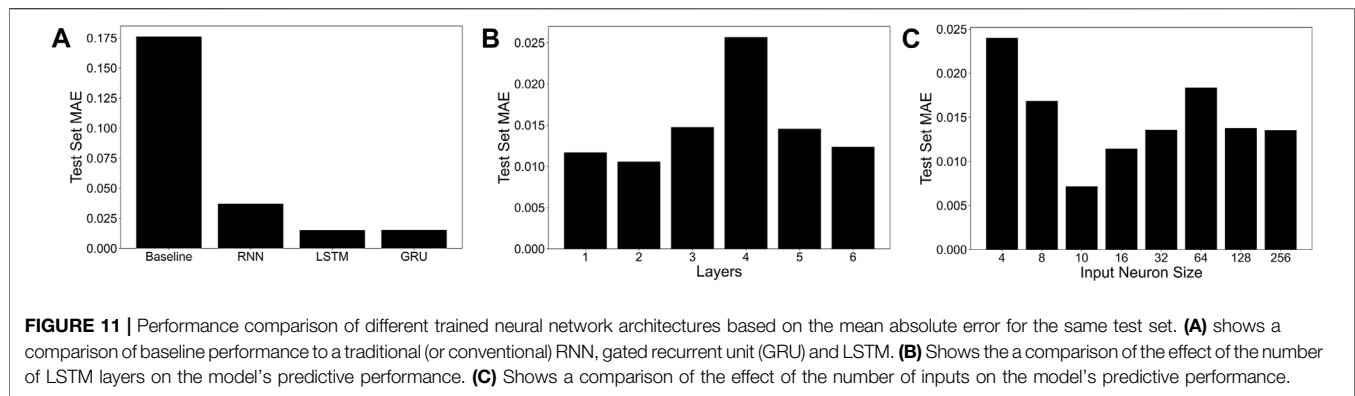 A
Test Set MAE
0.175
0.150
0.125
0.100
0.075
0.050
0.025
0.000
Baseline RNN LSTM GRU
B
Test Set MAE
0.025
0.020
0.015
0.010
0.005
0.000
1 2 3 4 5 6
Layers
C
Test Set MAE
0.025
0.020
0.015
0.010
0.005
0.000
4 8 10 16 32 64 128 256
Input Neuron Size
FIGURE 11 | Performance comparison of different trained neural network architectures based on the mean absolute error for the same test set. (A) shows a
comparison of baseline performance to a traditional (or conventional) RNN, gated recurrent unit (GRU) and LSTM. (B) Shows the a comparison of the effect of the number
of LSTM layers on the model's predictive performance. (C) Shows a comparison of the effect of the number of inputs on the model's predictive performance.